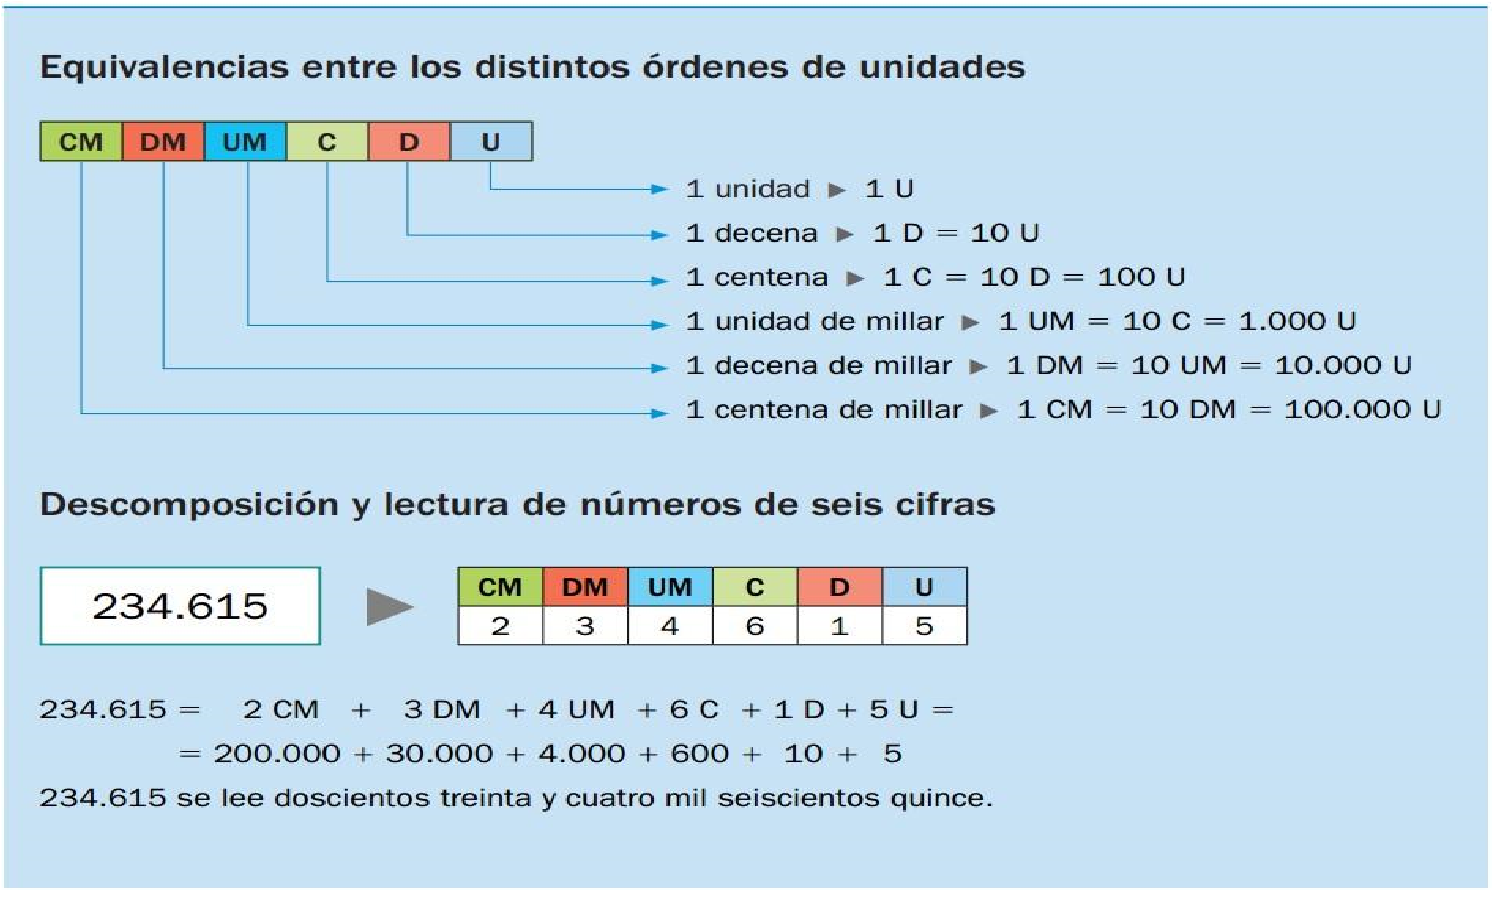 Equivalencias entre los distintos órdenes de unidades
CM DM UM C D U
1 unidad ► 1 U
1 decena ► 1 D = 10 U
1 centena ► 1 C = 10 D = 100 U
1 unidad de millar ► 1 UM = 10 C = 1.000 U
1 decena de millar ► 1 DM = 10 UM = 10.000 U
1 centena de millar ► 1 CM = 10 DM = 100.000 U
Descomposición y lectura de números de seis cifras
234.615 ►
CM DM UM C D U
2 3 4 6 1 5
234.615 = 2 CM + 3 DM + 4 UM + 6 C + 1 D + 5 U =
= 200.000 + 30.000 + 4.000 + 600 + 10 + 5
234.615 se lee doscientos treinta y cuatro mil seiscientos quince.